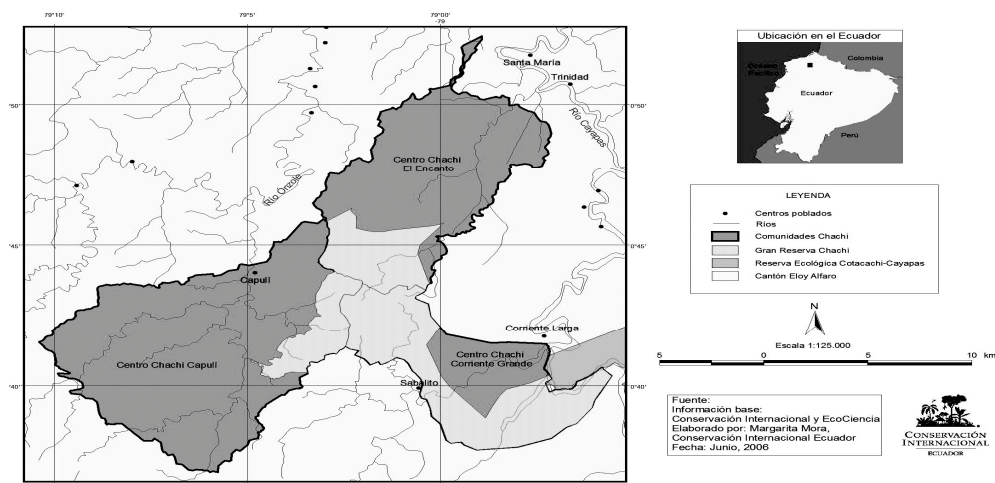 79°10'
79°5'
79°00'
-79
Ubicación en el Ecuador
Océano
Pacífico
Colombia
Ecuador
Perú
Santa María
Trinidad
Río Cayapas
°50'
0°50'
Centro Chachi
El Encanto
Río Ónzole
°45'
0°45'
Capulí
Corriente Larga
Centro Chachi Capulí
Centro Chachi
Corriente Grande
Sabalito
°40'
0°40'
LEYENDA
Centros poblados
Ríos
Comunidades Chachi
Gran Reserva Chachi
Reserva Ecológica Cotacachi-Cayapas
Cantón Eloy Alfaro
N
Escala 1:125.000
5 0 5 10 km
Fuente:
Información base:
Conservación Internacional y EcoCiencia
Elaborado por: Margarita Mora,
Conservación Internacional Ecuador
Fecha: Junio, 2006
CONSERVACIÓN
INTERNACIONAL
ECUADOR